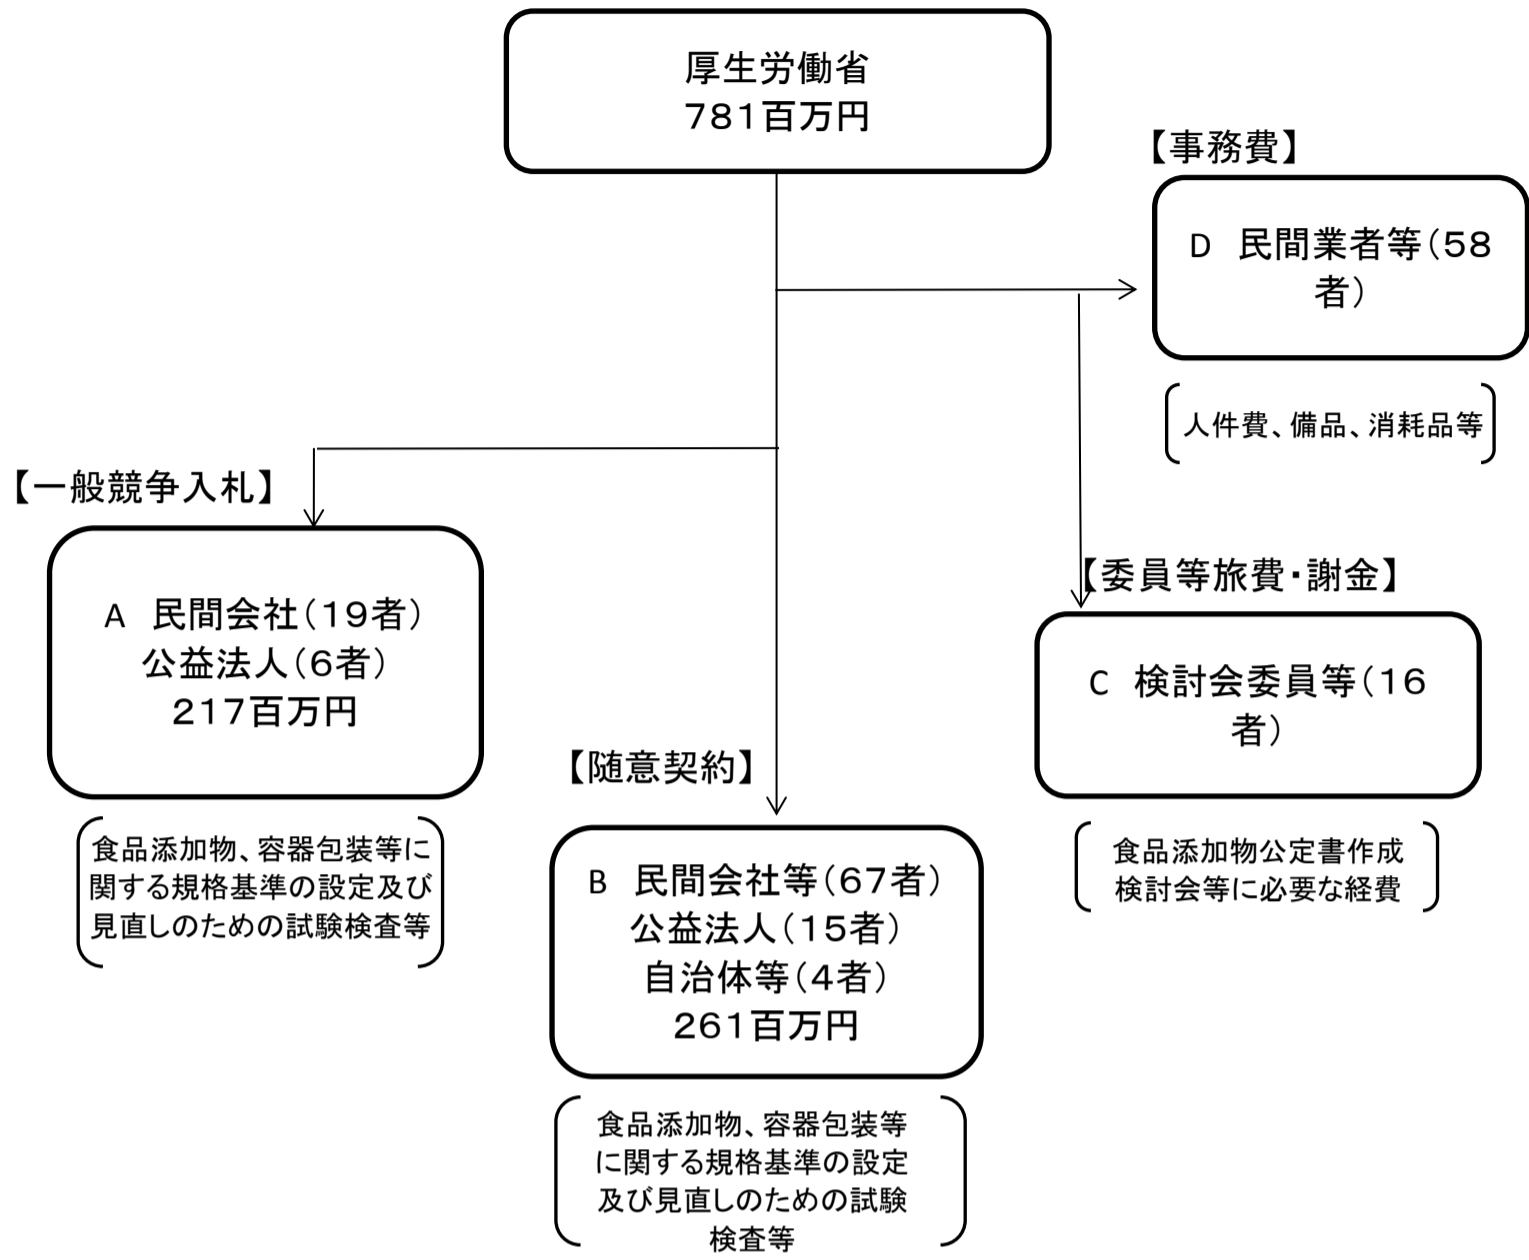 厚生労働省
781百万円
【事務費】
D 民間業者等(58
者)
人件費、備品、消耗品等
【一般競争入札】
A 民間会社(19者)
公益法人(6者)
217百万円
食品添加物、容器包装等に
関する規格基準の設定及び
見直しのための試験検査等
【随意契約】
B 民間会社等(67者)
公益法人(15者)
自治体等(4者)
261百万円
食品添加物、容器包装等
に関する規格基準の設定
及び見直しのための試験
検査等
【委員等旅費・謝金】
C 検討会委員等(16
者)
食品添加物公定書作成
検討会等に必要な経費